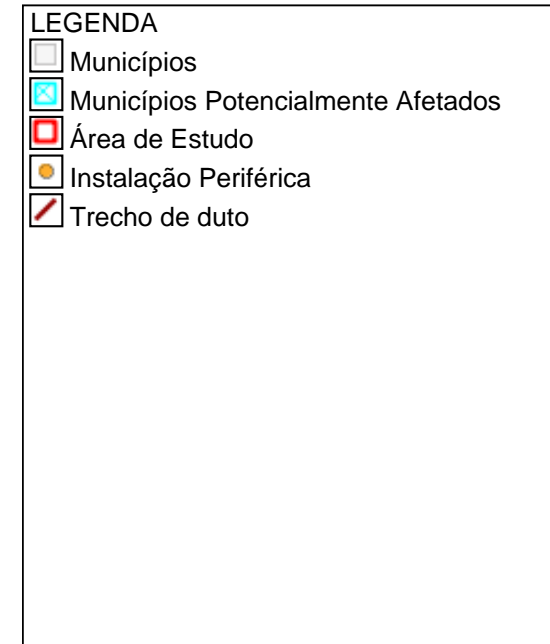 LEGENDA
Municípios
Municípios Potencialmente Afetados
Área de Estudo
Instalação Periférica
Trecho de duto